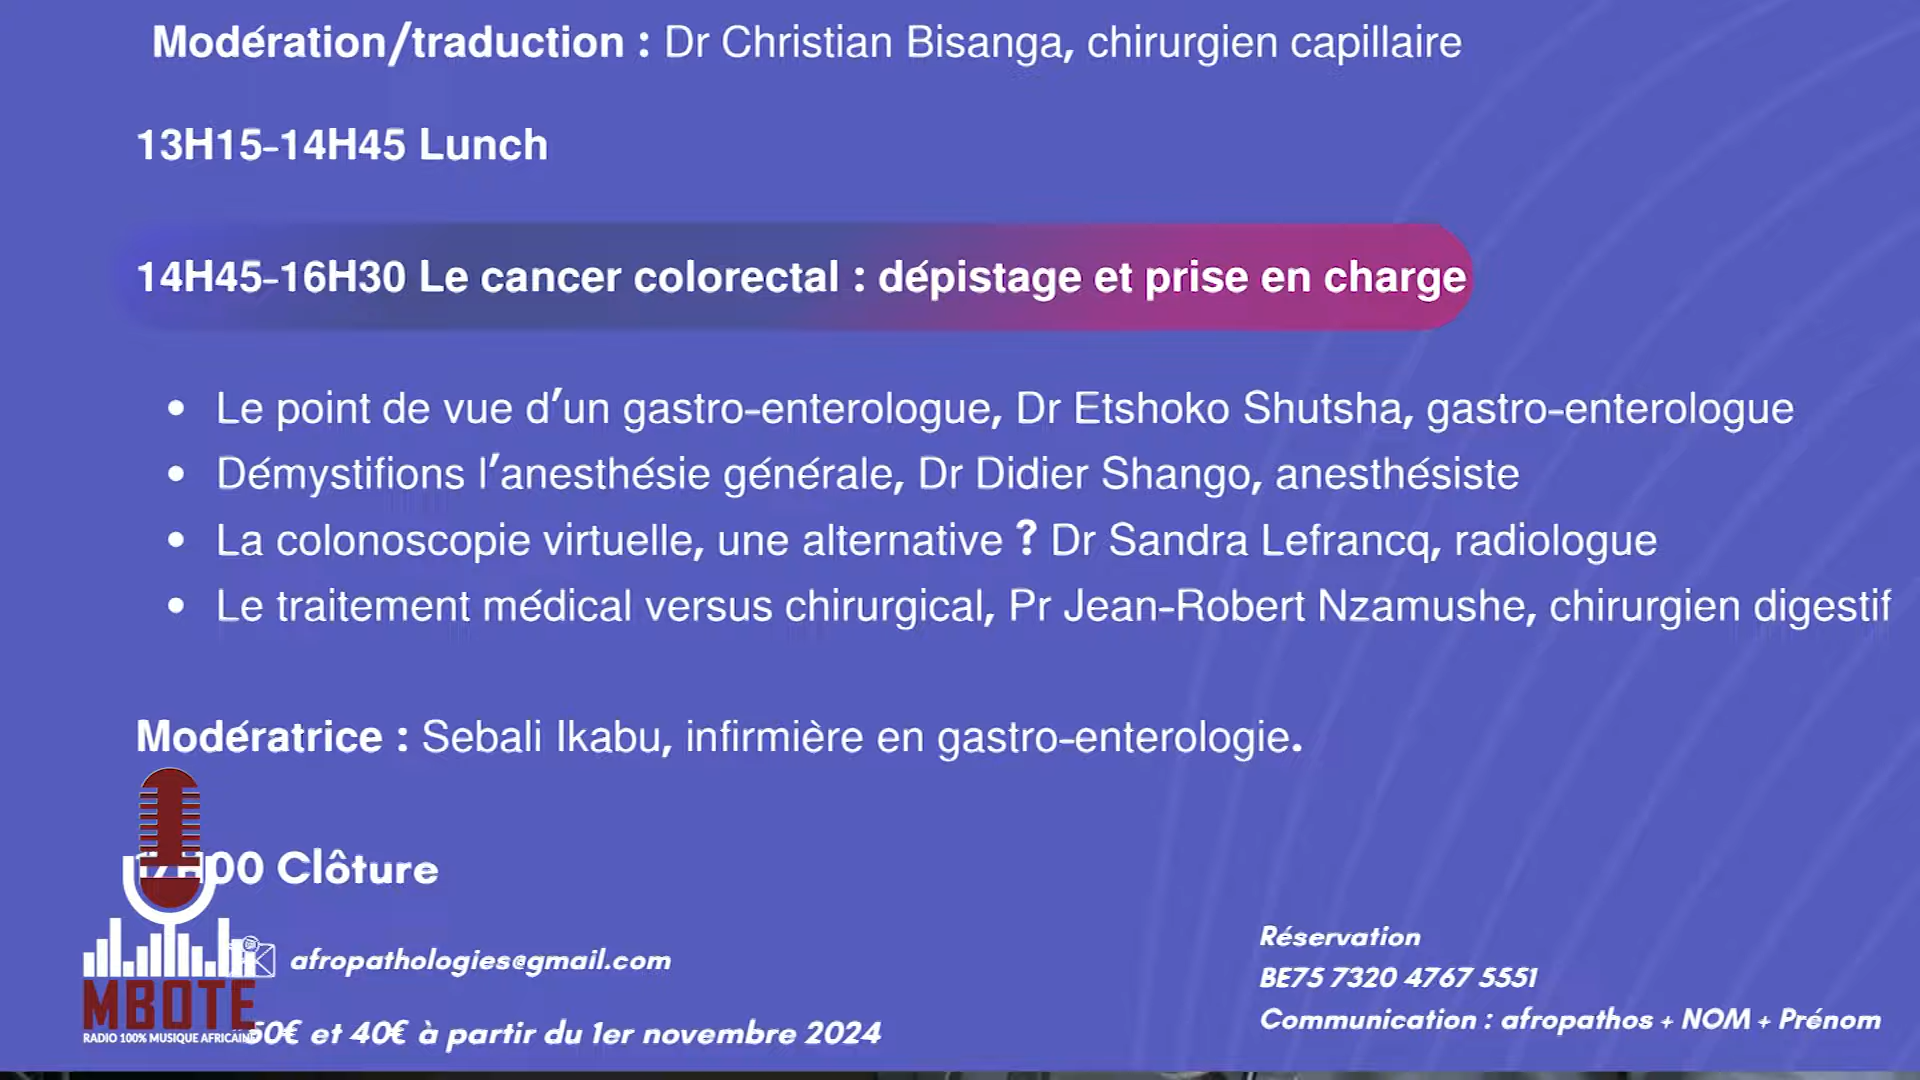 Modération/traduction : Dr Christian Bisanga, chirurgien capillaire
13H15-14H45 Lunch
14H45-16H30 Le cancer colorectal : dépistage et prise en charge
• Le point de vue d'un gastro-enterologue, Dr Etshoko Shutsha, gastro-enterologue
• Démystifions l'anesthésie générale, Dr Didier Shango, anesthésiste
• La colonoscopie virtuelle, une alternative ? Dr Sandra Lefrancq, radiologue
• Le traitement médical versus chirurgical, Pr Jean-Robert Nzamushe, chirurgien digestif
Modératrice : Sebali Ikabu, infirmière en gastro-enterologie.
17H00 Clôture
afropathologies@gmail.com
50€ et 40€ à partir du 1er novembre 2024
Réservation
BE75 7320 4767 5551
Communication : afropathos + NOM + Prénom
MBOTE
RADIO 100% MUSIQUE AFRICAINE